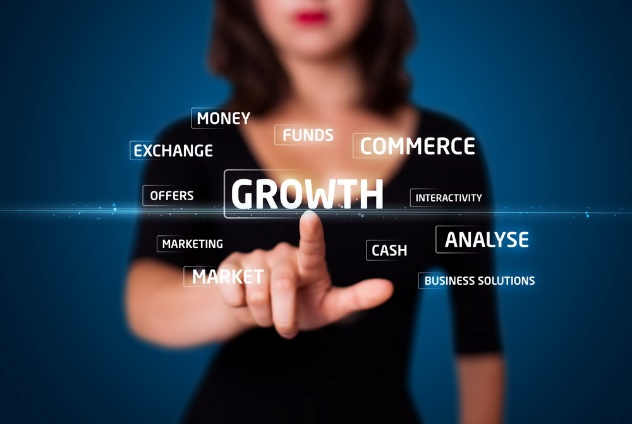 MONEY
FUNDS
COMMERCE
EXCHANGE
OFFERS
GROWTH
INTERACTIVITY
MARKETING
CASH
ANALYSE
MARKET
BUSINESS SOLUTIONS